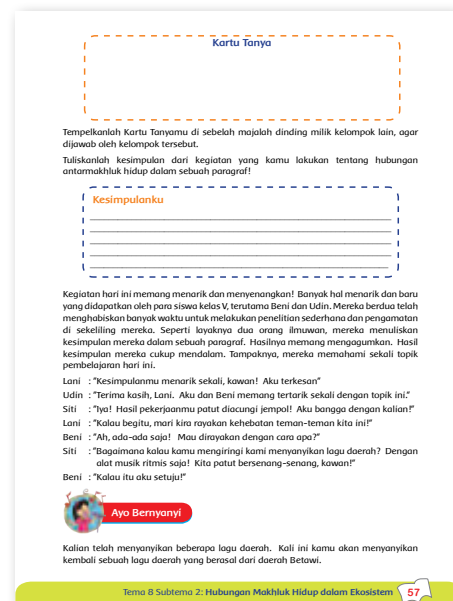 Kartu Tanya
Tempelkanlah Kartu Tanyamu di sebelah majalah dinding milik kelompok lain, agar
dijawab oleh kelompok tersebut.
Tuliskanlah kesimpulan dari kegiatan yang kamu lakukan tentang hubungan
antarmakhluk hidup dalam sebuah paragraf!
Kesimpulanku
Kegiatan hari ini memang menarik dan menyenangkan! Banyak hal menarik dan baru
yang didapatkan oleh para siswa kelas V, terutama Beni dan Udin. Mereka berdua telah
menghabiskan banyak waktu untuk melakukan penelitian sederhana dan pengamatan
di sekeliling mereka. Seperti layaknya dua orang ilmuwan, mereka menuliskan
kesimpulan mereka dalam sebuah paragraf. Hasilnya memang mengagumkan. Hasil
kesimpulan mereka cukup mendalam. Tampaknya, mereka memahami sekali topik
pembelajaran hari ini.
Lani : "Kesimpulanmu menarik sekali, kawan! Aku terkesan"
Udin : "Terima kasih, Lani. Aku dan Beni memang tertarik sekali dengan topik ini."
Siti : "Iya! Hasil pekerjaanmu patut diacungi jempol! Aku bangga dengan kalian!"
Lani : "Kalau begitu, mari kira rayakan kehebatan teman-teman kita ini!"
Beni : "Ah, ada-ada saja! Mau dirayakan dengan cara apa?"
Siti : "Bagaimana kalau kamu mengiringi kami menyanyikan lagu daerah? Dengan
alat musik ritmis saja! Kita patut bersenang-senang, kawan!"
Beni : "Kalau itu aku setuju!"
Ayo Bernyanyi
Kalian telah menyanyikan beberapa lagu daerah. Kali ini kamu akan menyanyikan
kembali sebuah lagu daerah yang berasal dari daerah Betawi.
Tema 8 Subtema 2: Hubungan Makhluk Hidup dalam Ekosistem 57